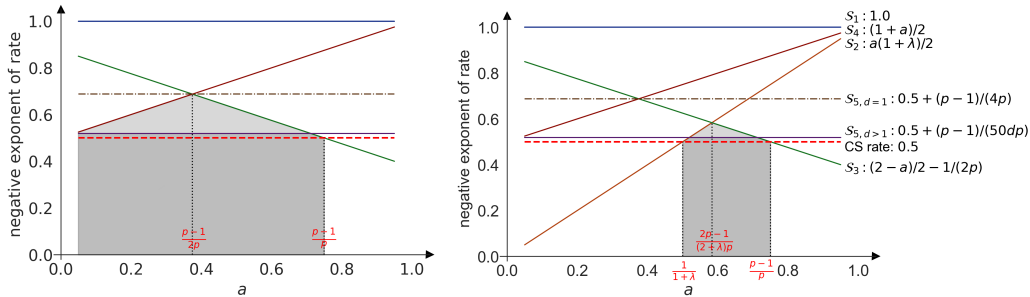 negative exponent of rate
1.0
0.8
0.6
0.4
0.2
0.0
0.0
0.2
0.4
0.6
0.8
1.0
a
p − 1
2p
p − 1
p
negative exponent of rate
1.0
0.8
0.6
0.4
0.2
0.0
0.0
0.4
0.6
0.8
1.0
a
2p − 1
(2 + λ)p
1
1 + λ
p − 1
p
S₁ : 1.0
S₄ : (1 + a)/2
S₂ : a(1 + λ)/2
S₅,d=1 : 0.5 + (p − 1)/(4p)
S₅,d>1 : 0.5 + (p − 1)/(50dp)
CS rate: 0.5
S₃ : (2 − a)/2 − 1/(2p)